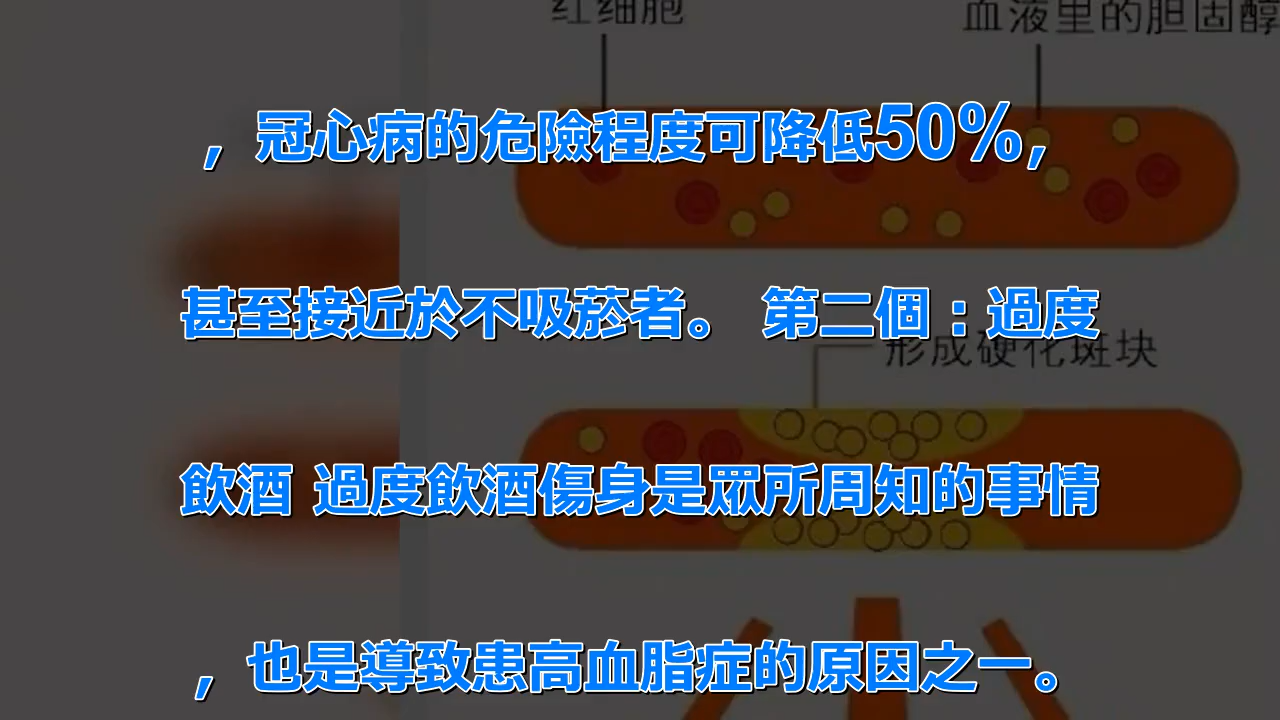 红细胞
血液里的胆固醇
，冠心病的危險程度可降低50%，
甚至接近於不吸菸者。 第二個：過度
形成硬化斑块
飲酒 過度飲酒傷身是眾所周知的事情
，也是導致患高血脂症的原因之一。